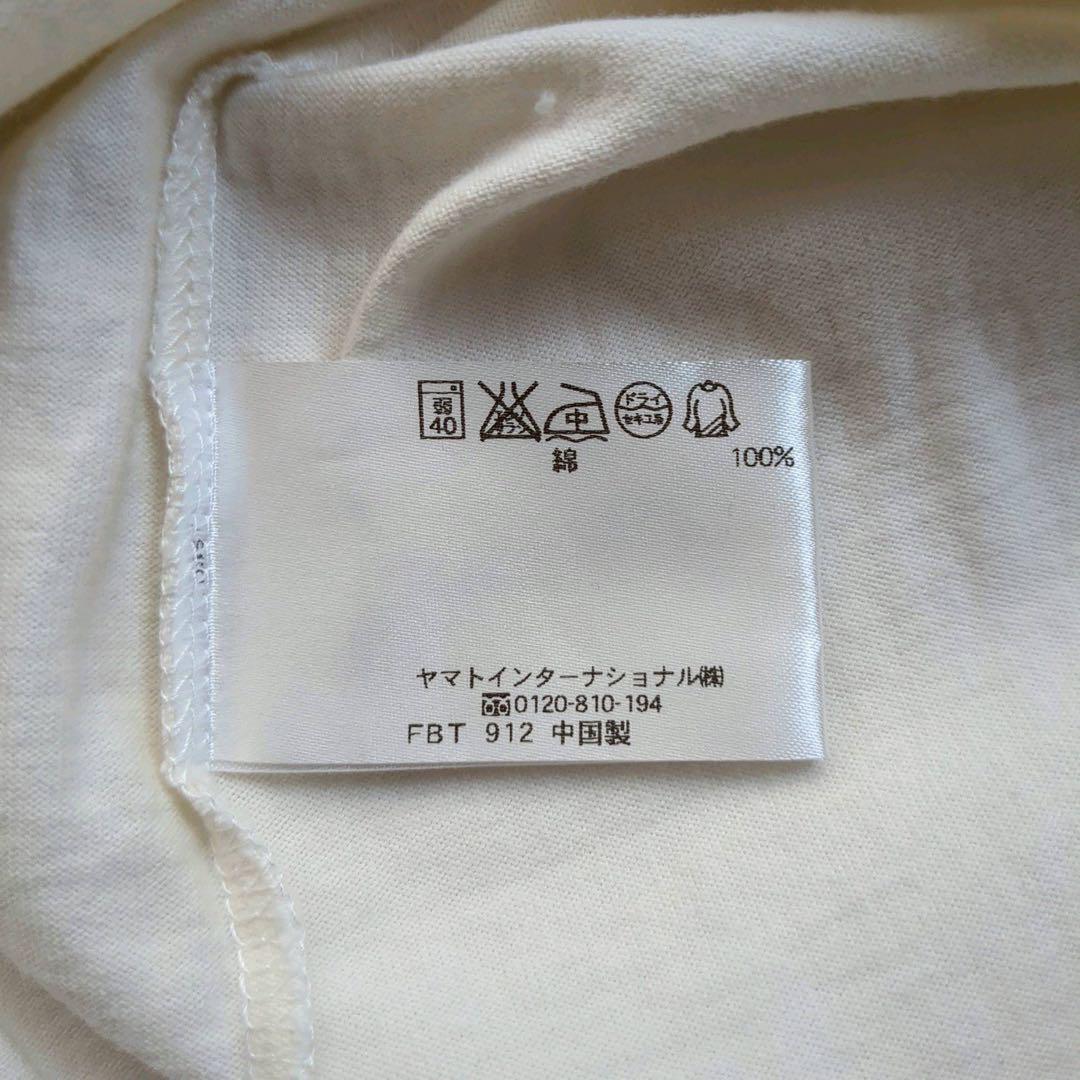 弱 中 ドライ
40 セキユ系
綿 100%
ヤマトインターナショナル㈱
0120-810-194
FBT 912 中国製